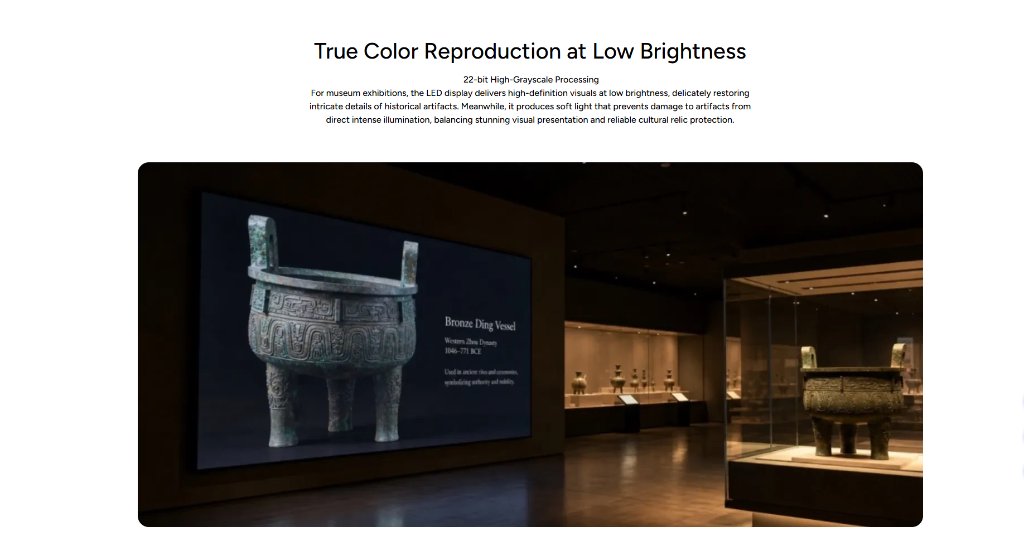 True Color Reproduction at Low Brightness
22-bit High-Grayscale Processing
For museum exhibitions, the LED display delivers high-definition visuals at low brightness, delicately restoring
intricate details of historical artifacts. Meanwhile, it produces soft light that prevents damage to artifacts from
direct intense illumination, balancing stunning visual presentation and reliable cultural relic protection.
Bronze Ding Vessel
Western Zhou Dynasty
1046–771 BCE
Used in ancient rites and ceremonies,
symbolizing authority and nobility.